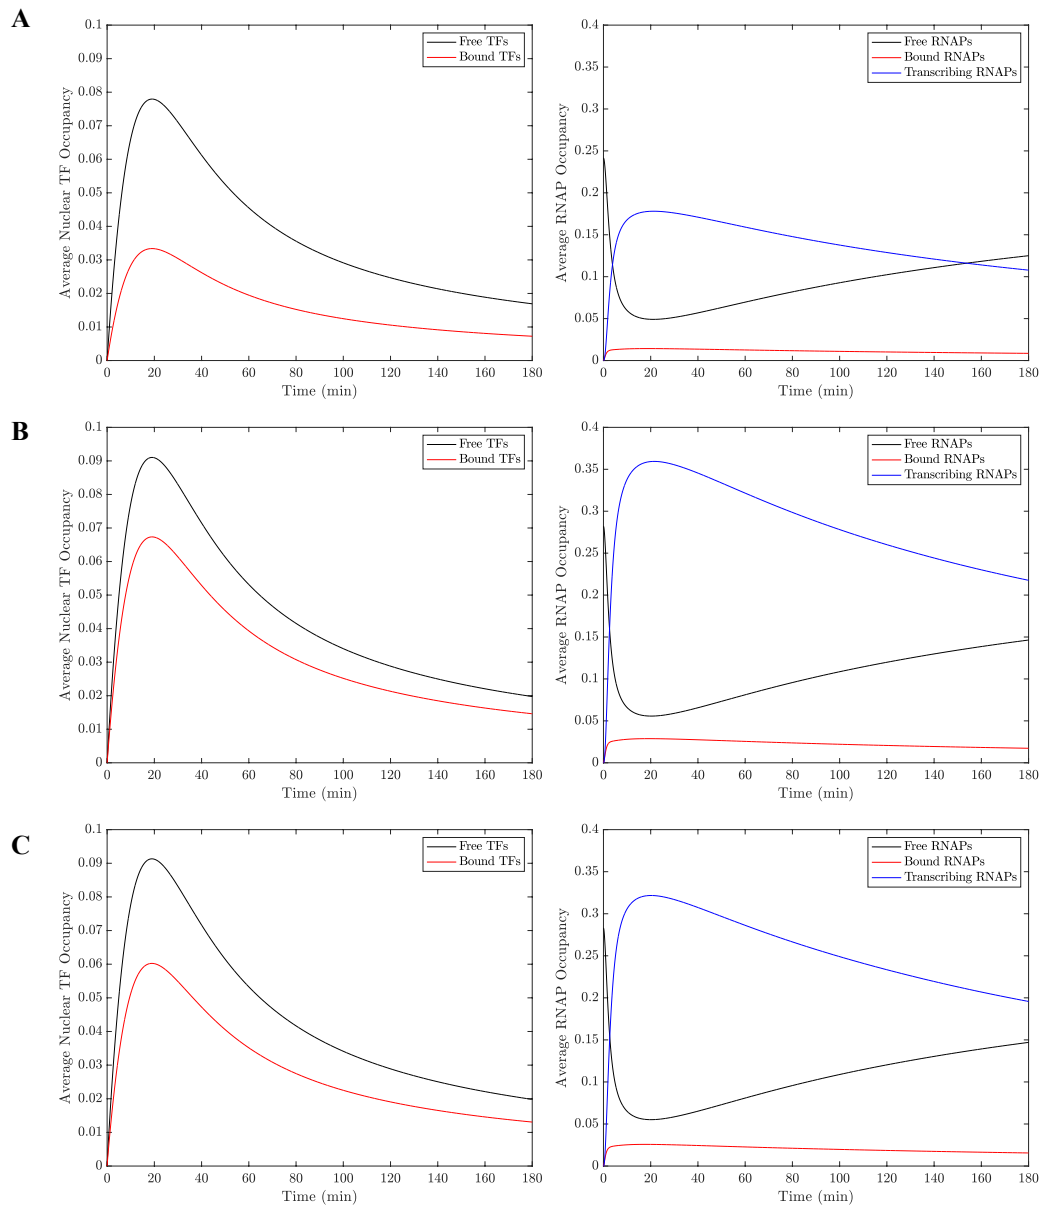 A
0.1
0.09
0.08
0.07
0.06
0.05
0.04
0.03
0.02
0.01
0
Average Nuclear TF Occupancy
Free TFs
Bound TFs
0 20 40 60 80 100 120 140 160 180
Time (min)
0.4
0.35
0.3
0.25
0.2
0.15
0.1
0.05
0
Average RNAP Occupancy
Free RNAPs
Bound RNAPs
Transcribing RNAPs
0 20 40 60 80 100 120 140 160 180
Time (min)
B
0.1
0.09
0.08
0.07
0.06
0.05
0.04
0.03
0.02
0.01
0
Average Nuclear TF Occupancy
Free TFs
Bound TFs
0 20 40 60 80 100 120 140 160 180
Time (min)
0.4
0.35
0.3
0.25
0.2
0.15
0.1
0.05
0
Average RNAP Occupancy
Free RNAPs
Bound RNAPs
Transcribing RNAPs
0 20 40 60 80 100 120 140 160 180
Time (min)
C
0.1
0.09
0.08
0.07
0.06
0.05
0.04
0.03
0.02
0.01
0
Average Nuclear TF Occupancy
Free TFs
Bound TFs
0 20 40 60 80 100 120 140 160 180
Time (min)
0.4
0.35
0.3
0.25
0.2
0.15
0.1
0.05
0
Average RNAP Occupancy
Free RNAPs
Bound RNAPs
Transcribing RNAPs
0 20 40 60 80 100 120 140 160 180
Time (min)